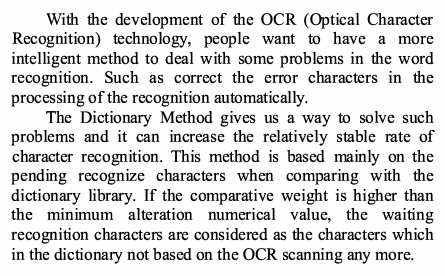 With the development of the OCR (Optical Character
Recognition) technology, people want to have a more
intelligent method to deal with some problems in the word
recognition. Such as correct the error characters in the
processing of the recognition automatically.
The Dictionary Method gives us a way to solve such
problems and it can increase the relatively stable rate of
character recognition. This method is based mainly on the
pending recognize characters when comparing with the
dictionary library. If the comparative weight is higher than
the minimum alteration numerical value, the waiting
recognition characters are considered as the characters which
in the dictionary not based on the OCR scanning any more.